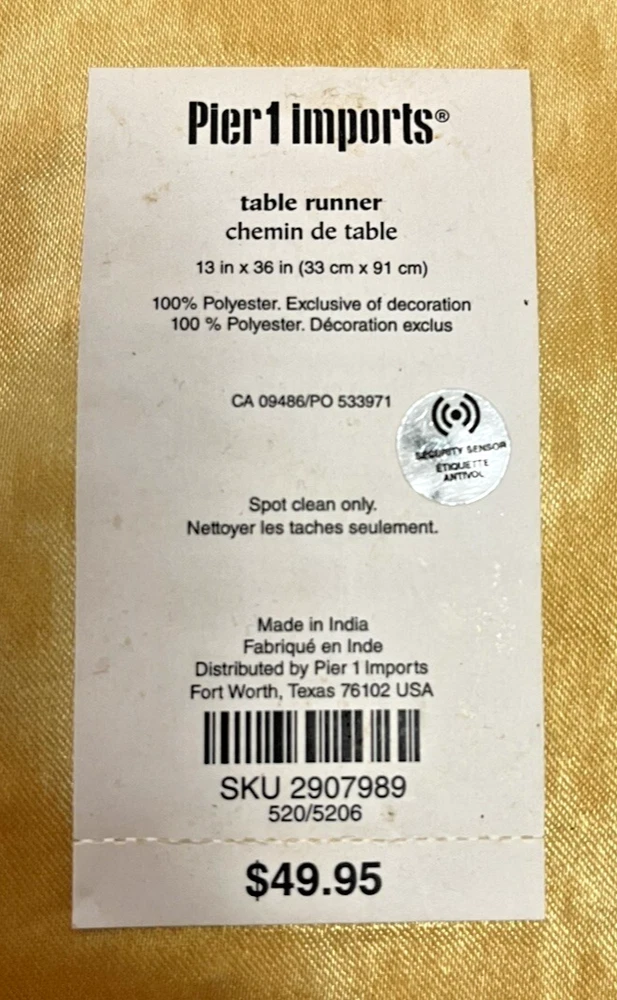 Pier1 imports®
table runner
chemin de table
13 in x 36 in (33 cm x 91 cm)
100% Polyester. Exclusive of decoration
100 % Polyester. Décoration exclus
CA 09486/PO 533971
SECURITY SENSOR
ÉTIQUETTE
ANTIVOL
Spot clean only.
Nettoyer les taches seulement.
Made in India
Fabriqué en Inde
Distributed by Pier 1 Imports
Fort Worth, Texas 76102 USA
SKU 2907989
520/5206
$49.95